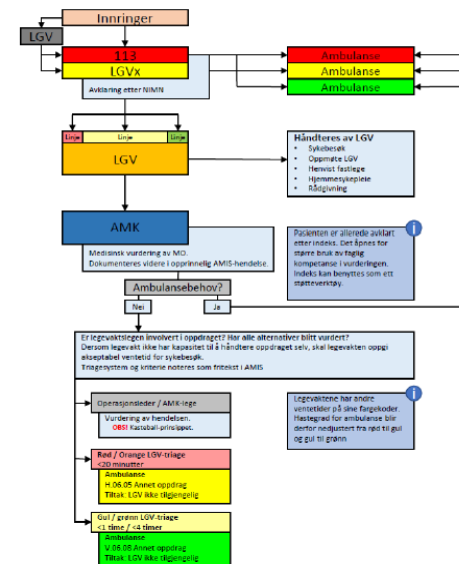 Innringer
LGV
113
LGVx
Avklaring etter NIMN
Ambulanse
Ambulanse
Ambulanse
Linje
Linje
Linje
LGV
Håndteres av LGV
• Sykebesøk
• Oppmøte LGV
• Henvist fastlege
• Hjemmesykepleie
• Rådgivning
AMK
Medisinsk vurdering av MO.
Dokumenteres videre i opprinnelig AMIS-hendelse.
i
Pasienten er allerede avklart
etter indeks. Det åpnes for
større bruk av faglig
kompetanse i vurderingen.
Indeks kan benyttes som ett
støtteverktøy.
Ambulansebehov?
Nei
Ja
Er legevaktslegen involvert i oppdraget? Har alle alternativer blitt vurdert?
Dersom legevakt ikke har kapasitet til å håndtere oppdraget selv, skal legevakten oppgi
akseptabel ventetid for sykebesøk.
Triagesystem og kriterie noteres som fritekst i AMIS
Operasjonsleder / AMK-lege
Vurdering av hendelsen.
OBS! Kasteball-prinsippet.
i
Legevaktene har andre
ventetider på sine fargekoder.
Hastegrad for ambulanse blir
derfor nedjustert fra rød til gul
og gul til grønn
Rød / Orange LGV-triage
<20 minutter
Ambulanse
H.06.05 Annet oppdrag
Tiltak: LGV ikke tilgjengelig
Gul / grønn LGV-triage
<1 time / <4 timer
Ambulanse
V.06.08 Annet oppdrag
Tiltak: LGV ikke tilgjengelig